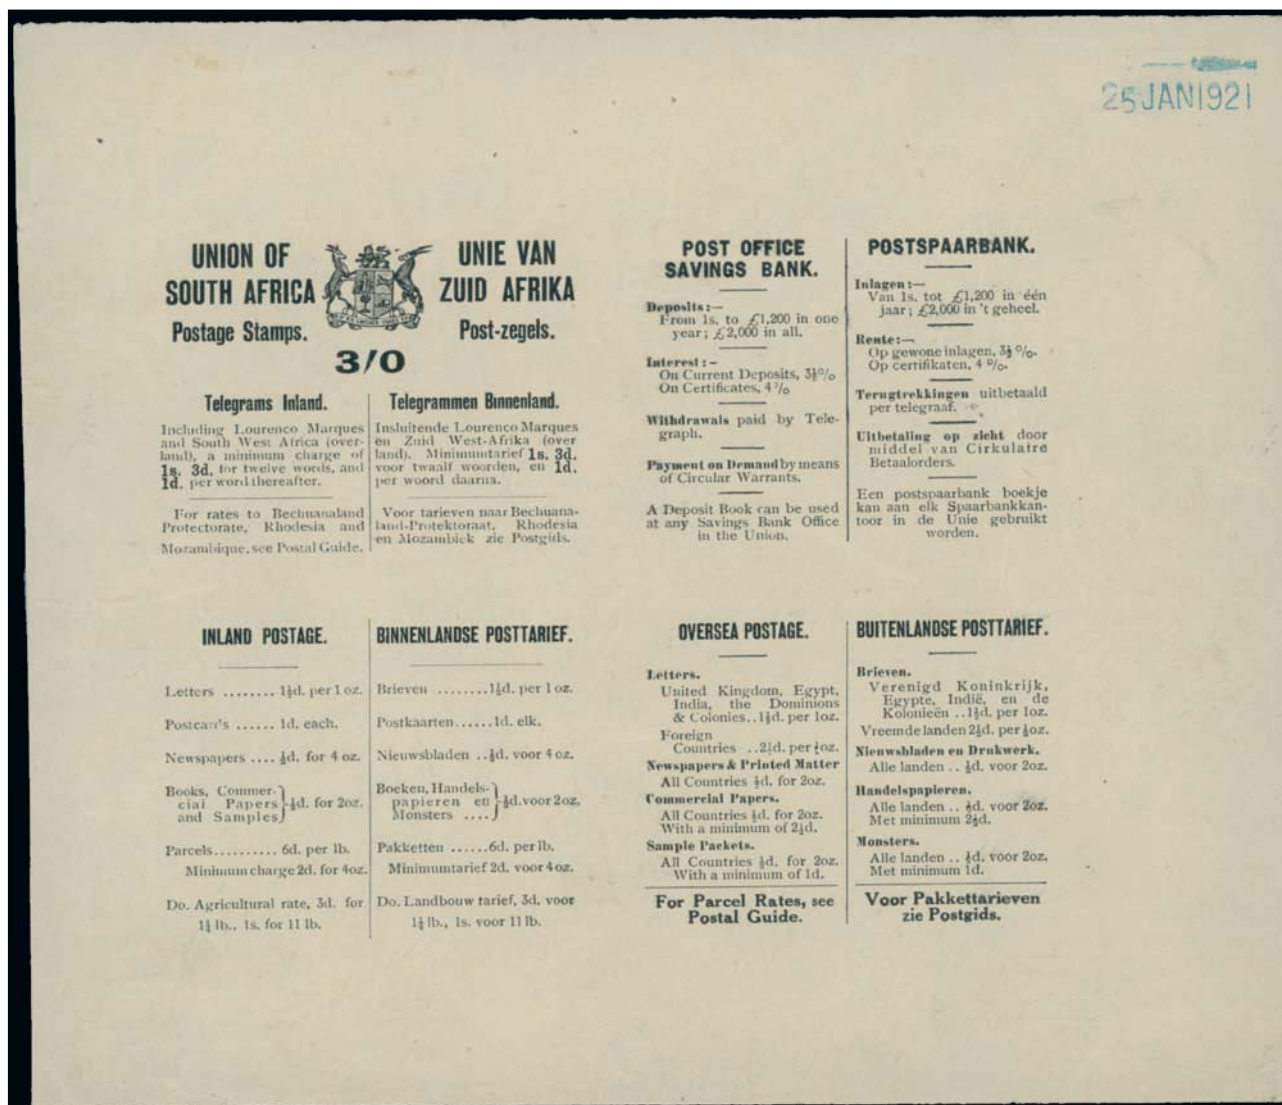 25 JAN 1921
UNION OF
SOUTH AFRICA
Postage Stamps.
UNIE VAN
ZUID AFRIKA
Post-zegels.
3/0
Telegrams Inland.
Including Lourenco Marques
and South West Africa (over-
land), a minimum charge of
1s. 3d. for twelve words, and
1d. per word thereafter.
For rates to Bechuanaland
Protectorate, Rhodesia and
Mozambique, see Postal Guide.
Telegrammen Binnenland.
Insluitende Lourenco Marques
en Zuid West-Afrika (over
land). Minimumtarief 1s. 3d.
voor twaalf woorden, en 1d.
per woord daarna.
Voor tarieven naar Bechuana-
land-Protektoraat, Rhodesia
en Mozambiek zie Postgids.
POST OFFICE
SAVINGS BANK.
Deposits:—
From 1s. to £1,200 in one
year; £2,000 in all.
Interest:-
On Current Deposits, 3½%
On Certificates, 4%
Withdrawals paid by Tele-
graph.
Payment on Demand by means
of Circular Warrants.
A Deposit Book can be used
at any Savings Bank Office
in the Union.
POSTSPAARBANK.
Inlagen:—
Van 1s. tot £1,200 in één
jaar; £2,000 in 't geheel.
Rente:—
Op gewone inlagen, 3½%.
Op certifikaten, 4%.
Terugtrekkingen uitbetaald
per telegraaf.
Uitbetaling op zicht door
middel van Cirkulaire
Betaalorders.
Een postspaarbank boekje
kan aan elk Spaarbankkan-
toor in de Unie gebruikt
worden.
INLAND POSTAGE.
Letters ........ 1½d. per 1 oz.
Postcards ...... 1d. each.
Newspapers .... ½d. for 4 oz.
Books, Commer-
cial Papers ½d. for 2oz.
and Samples
Parcels.......... 6d. per lb.
Minimum charge 2d. for 4oz.
Do. Agricultural rate, 3d. for
lb., 1s. for 11 lb.
BINNENLANDSE POSTTARIEF.
Brieven ........1½d. per 1 oz.
Postkaarten......1d. elk.
Nieuwsbladen ..½d. voor 4 oz.
Boeken, Handels-
papieren en ½d.voor 2oz.
Monsters ....
Pakketten ......6d. per lb.
Minimumtarief 2d. voor 4oz.
Do. Landbouw tarief, 3d. voor
lb., 1s. voor 11 lb.
OVERSEA POSTAGE.
Letters.
United Kingdom, Egypt,
India, the Dominions
& Colonies..1½d. per 1oz.
Foreign
Countries ..2½d. per ½oz.
Newspapers & Printed Matter
All Countries ½d. for 2oz.
Commercial Papers.
All Countries ½d. for 2oz.
With a minimum of 2½d.
Sample Packets.
All Countries ½d. for 2oz.
With a minimum of 1d.
For Parcel Rates, see
Postal Guide.
BUITENLANDSE POSTTARIEF.
Brieven.
Verenigd Koninkrijk,
Egypte, Indië, en de
Kolonieën ..1½d. per 1oz.
Vreemde landen 2½d. per ½oz.
Nieuwsbladen en Drukwerk.
Alle landen .. ½d. voor 2oz.
Handelspapieren.
Alle landen .. ½d. voor 2oz.
Met minimum 2½d.
Monsters.
Alle landen .. ½d. voor 2oz.
Met minimum 1d.
Voor Pakkettarieven
zie Postgids.